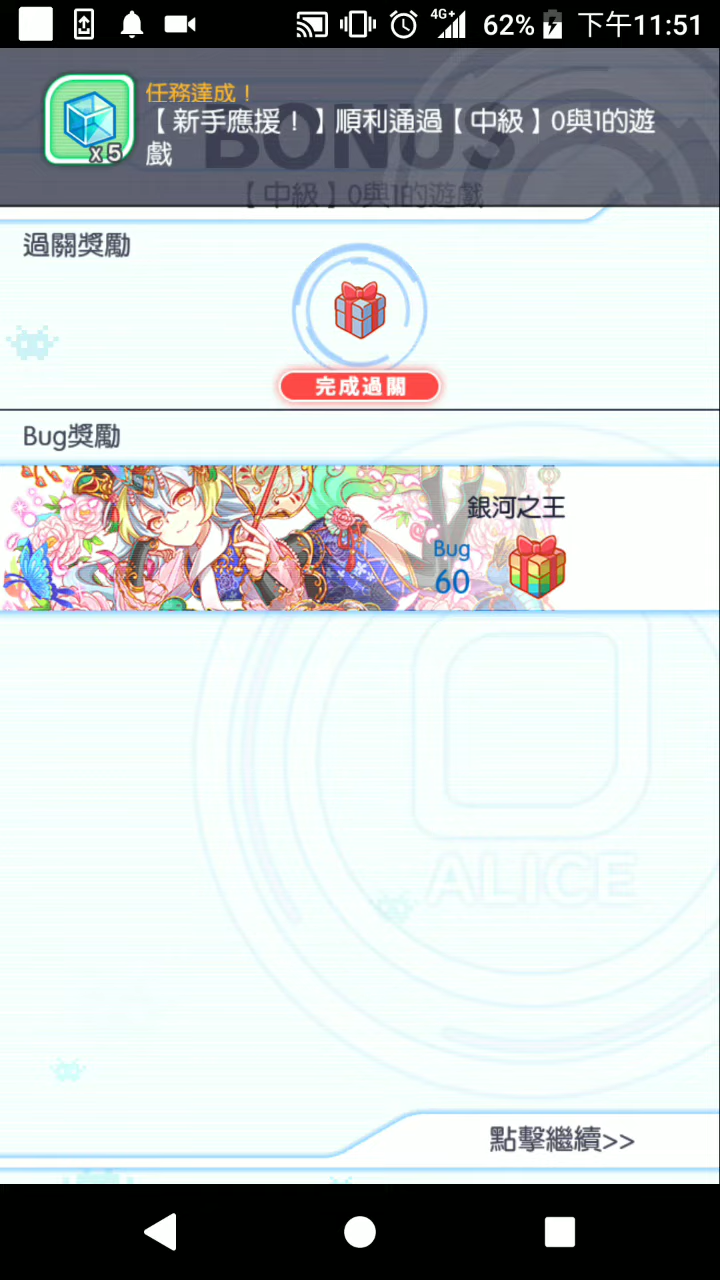 4G+ 62% 下午11:51
任務達成！
【新手應援！】順利通過【中級】0與1的遊
戲
x5
BONUS
【中級】0與1的遊戲
過關獎勵
完成過關
Bug獎勵
銀河之王
Bug
60
ALICE
點擊繼續>>